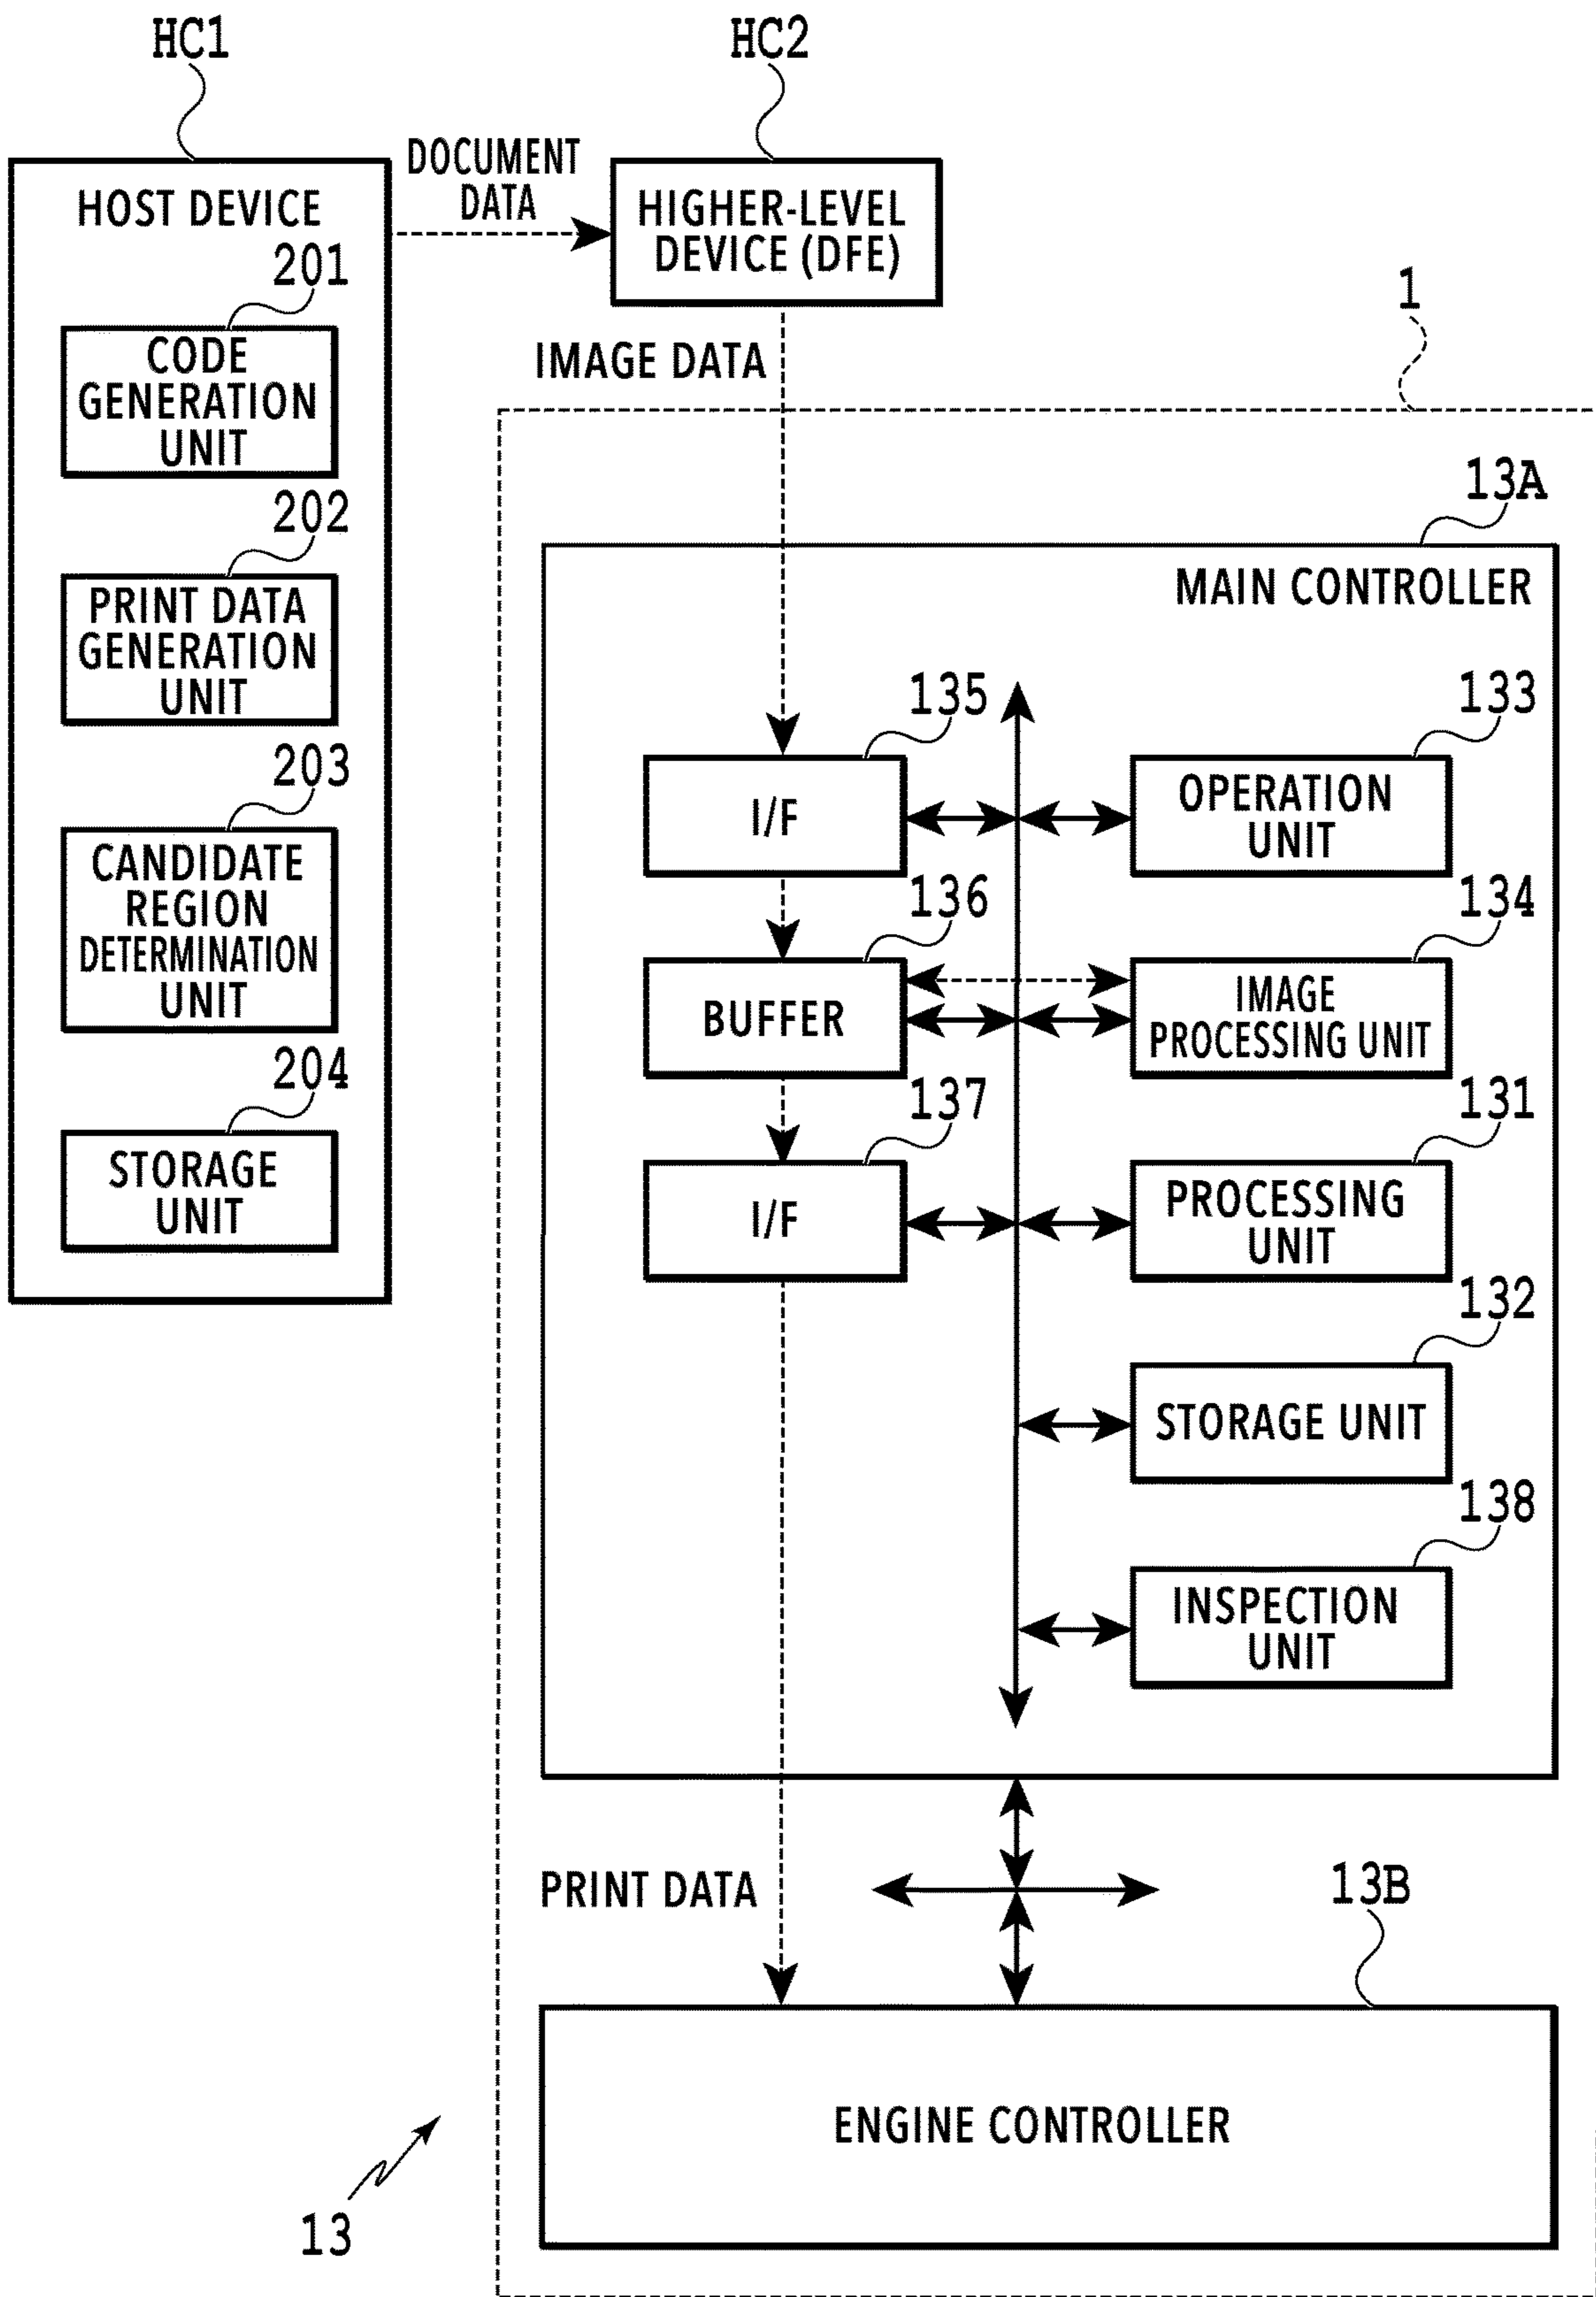 HC1
HC2
HOST DEVICE
DOCUMENT
DATA
HIGHER-LEVEL
DEVICE (DFE)
201
CODE
GENERATION
UNIT
202
PRINT DATA
GENERATION
UNIT
203
CANDIDATE
REGION
DETERMINATION
UNIT
204
STORAGE
UNIT
IMAGE DATA
1
13A
MAIN CONTROLLER
135
I/F
133
OPERATION
UNIT
136
BUFFER
134
IMAGE
PROCESSING UNIT
137
I/F
131
PROCESSING
UNIT
132
STORAGE UNIT
138
INSPECTION
UNIT
PRINT DATA
13B
ENGINE CONTROLLER
13